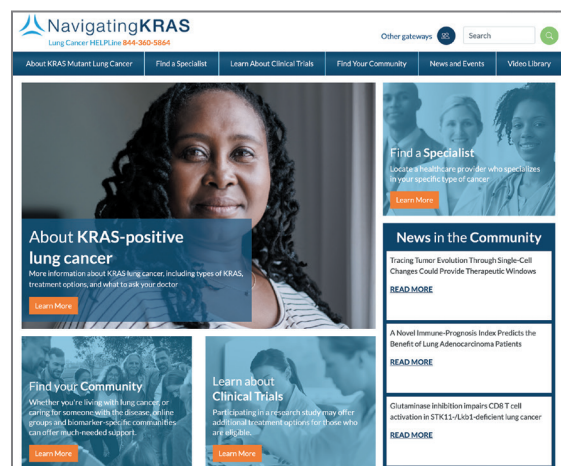 NavigatingKRAS
Lung Cancer HELPLine 844-360-5864
Other gateways
Search
About KRAS Mutant Lung Cancer
Find a Specialist
Learn About Clinical Trials
Find Your Community
News and Events
Video Library
About KRAS-positive
lung cancer
More information about KRAS lung cancer, including types of KRAS,
treatment options, and what to ask your doctor
Learn More
Find a Specialist
Locate a healthcare provider who specializes
in your specific type of cancer
Learn More
News in the Community
Tracing Tumor Evolution Through Single-Cell
Changes Could Provide Therapeutic Windows
READ MORE
A Novel Immune-Prognosis Index Predicts the
Benefit of Lung Adenocarcinoma Patients
READ MORE
Glutaminase inhibition impairs CD8 T cell
activation in STK11-/Lkb1-deficient lung cancer
READ MORE
Find your Community
Whether you're living with lung cancer, or
caring for someone with the disease, online
groups and biomarker-specific communities
can offer much-needed support.
Learn More
Learn about
Clinical Trials
Participating in a research study may offer
additional treatment options for those who
are eligible.
Learn More